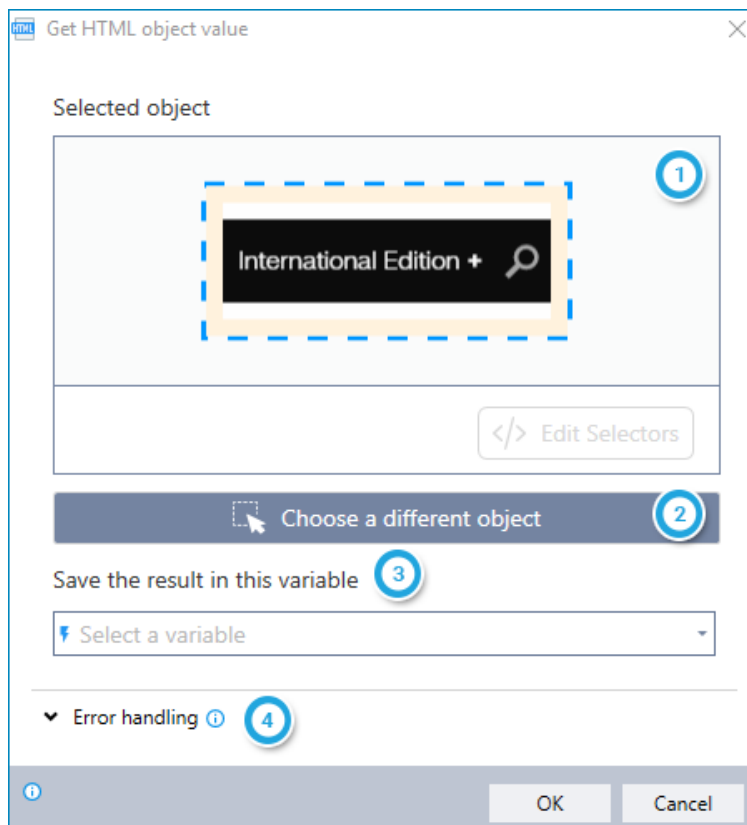 HTML Get HTML object value
Selected object
1
International Edition +
</> Edit Selectors
Choose a different object
2
Save the result in this variable
3
Select a variable
Error handling
4
OK Cancel